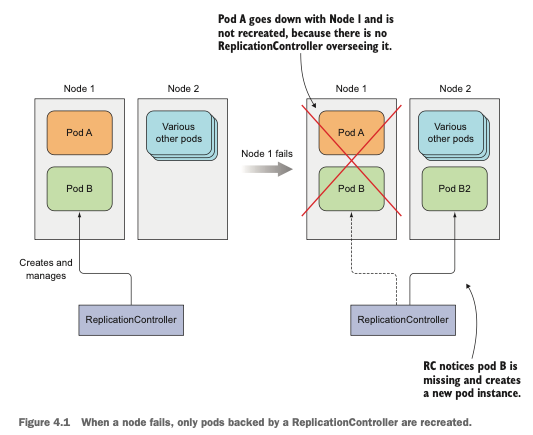 Pod A goes down with Node 1 and is
not recreated, because there is no
ReplicationController overseeing it.
Node 1
Node 2
Pod A
Various
other pods
Pod B
Creates and
manages
ReplicationController
Node 1 fails
Node 1
Node 2
Pod A
Various
other pods
Pod B
Pod B2
ReplicationController
RC notices pod B is
missing and creates
a new pod instance.
Figure 4.1 When a node fails, only pods backed by a ReplicationController are recreated.